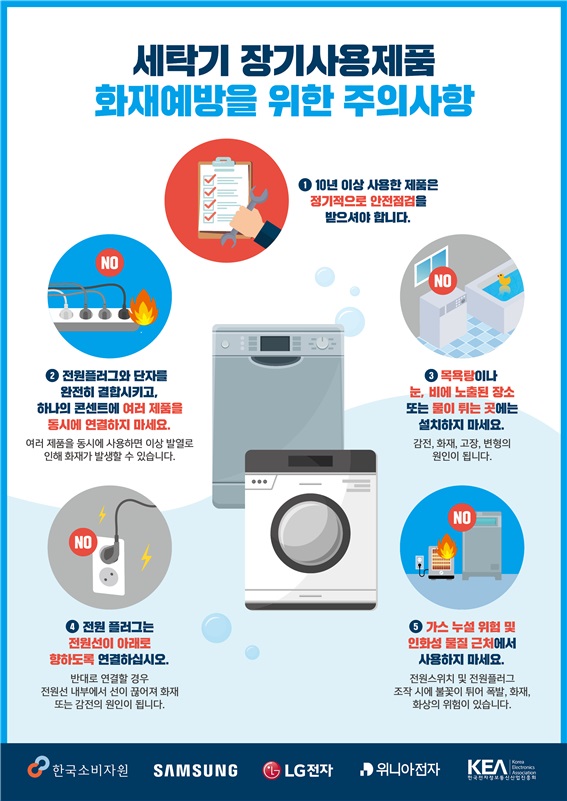 세탁기 장기사용제품
화재예방을 위한 주의사항
1 10년 이상 사용한 제품은
정기적으로 안전점검을
받으셔야 합니다.
NO
2 전원플러그와 단자를
완전히 결합시키고,
하나의 콘센트에 여러 제품을
동시에 연결하지 마세요.
여러 제품을 동시에 사용하면 이상 발열로
인해 화재가 발생할 수 있습니다.
NO
3 목욕탕이나
눈, 비에 노출된 장소
또는 물이 튀는 곳에는
설치하지 마세요.
감전, 화재, 고장, 변형의
원인이 됩니다.
NO
4 전원 플러그는
전원선이 아래로
향하도록 연결하십시오.
반대로 연결할 경우
전원선 내부에서 선이 끊어져 화재
또는 감전의 원인이 됩니다.
NO
5 가스 누설 위험 및
인화성 물질 근처에서
사용하지 마세요.
전원스위치 및 전원플러그
조작 시에 불꽃이 튀어 폭발, 화재,
화상의 위험이 있습니다.
한국소비자원
SAMSUNG
LG전자
위니아전자
KEA
Korea
Electronics
Association
한국전자정보통신산업진흥회